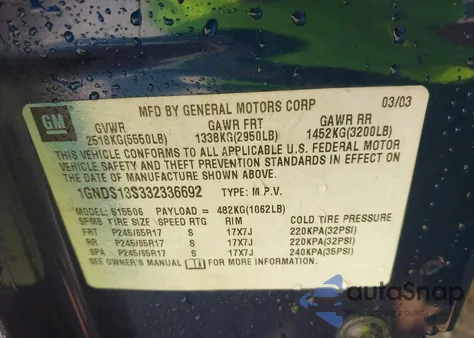 GM
MFD BY GENERAL MOTORS CORP 03/03
GVWR GAWR FRT GAWR RR
2518KG(5550LB) 1338KG(2950LB) 1452KG(3200LB)
THIS VEHICLE CONFORMS TO ALL APPLICABLE U.S. FEDERAL MOTOR
VEHICLE SAFETY AND THEFT PREVENTION STANDARDS IN EFFECT ON
THE DATE OF MANUFACTURE SHOWN ABOVE.
1GNDS13S332336692 TYPE: M.P.V.
MODEL: S15506 PAYLOAD = 482KG(1062LB)
SPMB TIRE SIZE SPEED RTG RIM COLD TIRE PRESSURE
FRT P245/65R17 S 17X7J 220KPA(32PSI)
RR P245/65R17 S 17X7J 220KPA(32PSI)
SPA P245/65R17 S 17X7J 240KPA(35PSI)
SEE OWNER'S MANUAL FOR MORE INFORMATION
autoSnap
www.autosnap.cloud